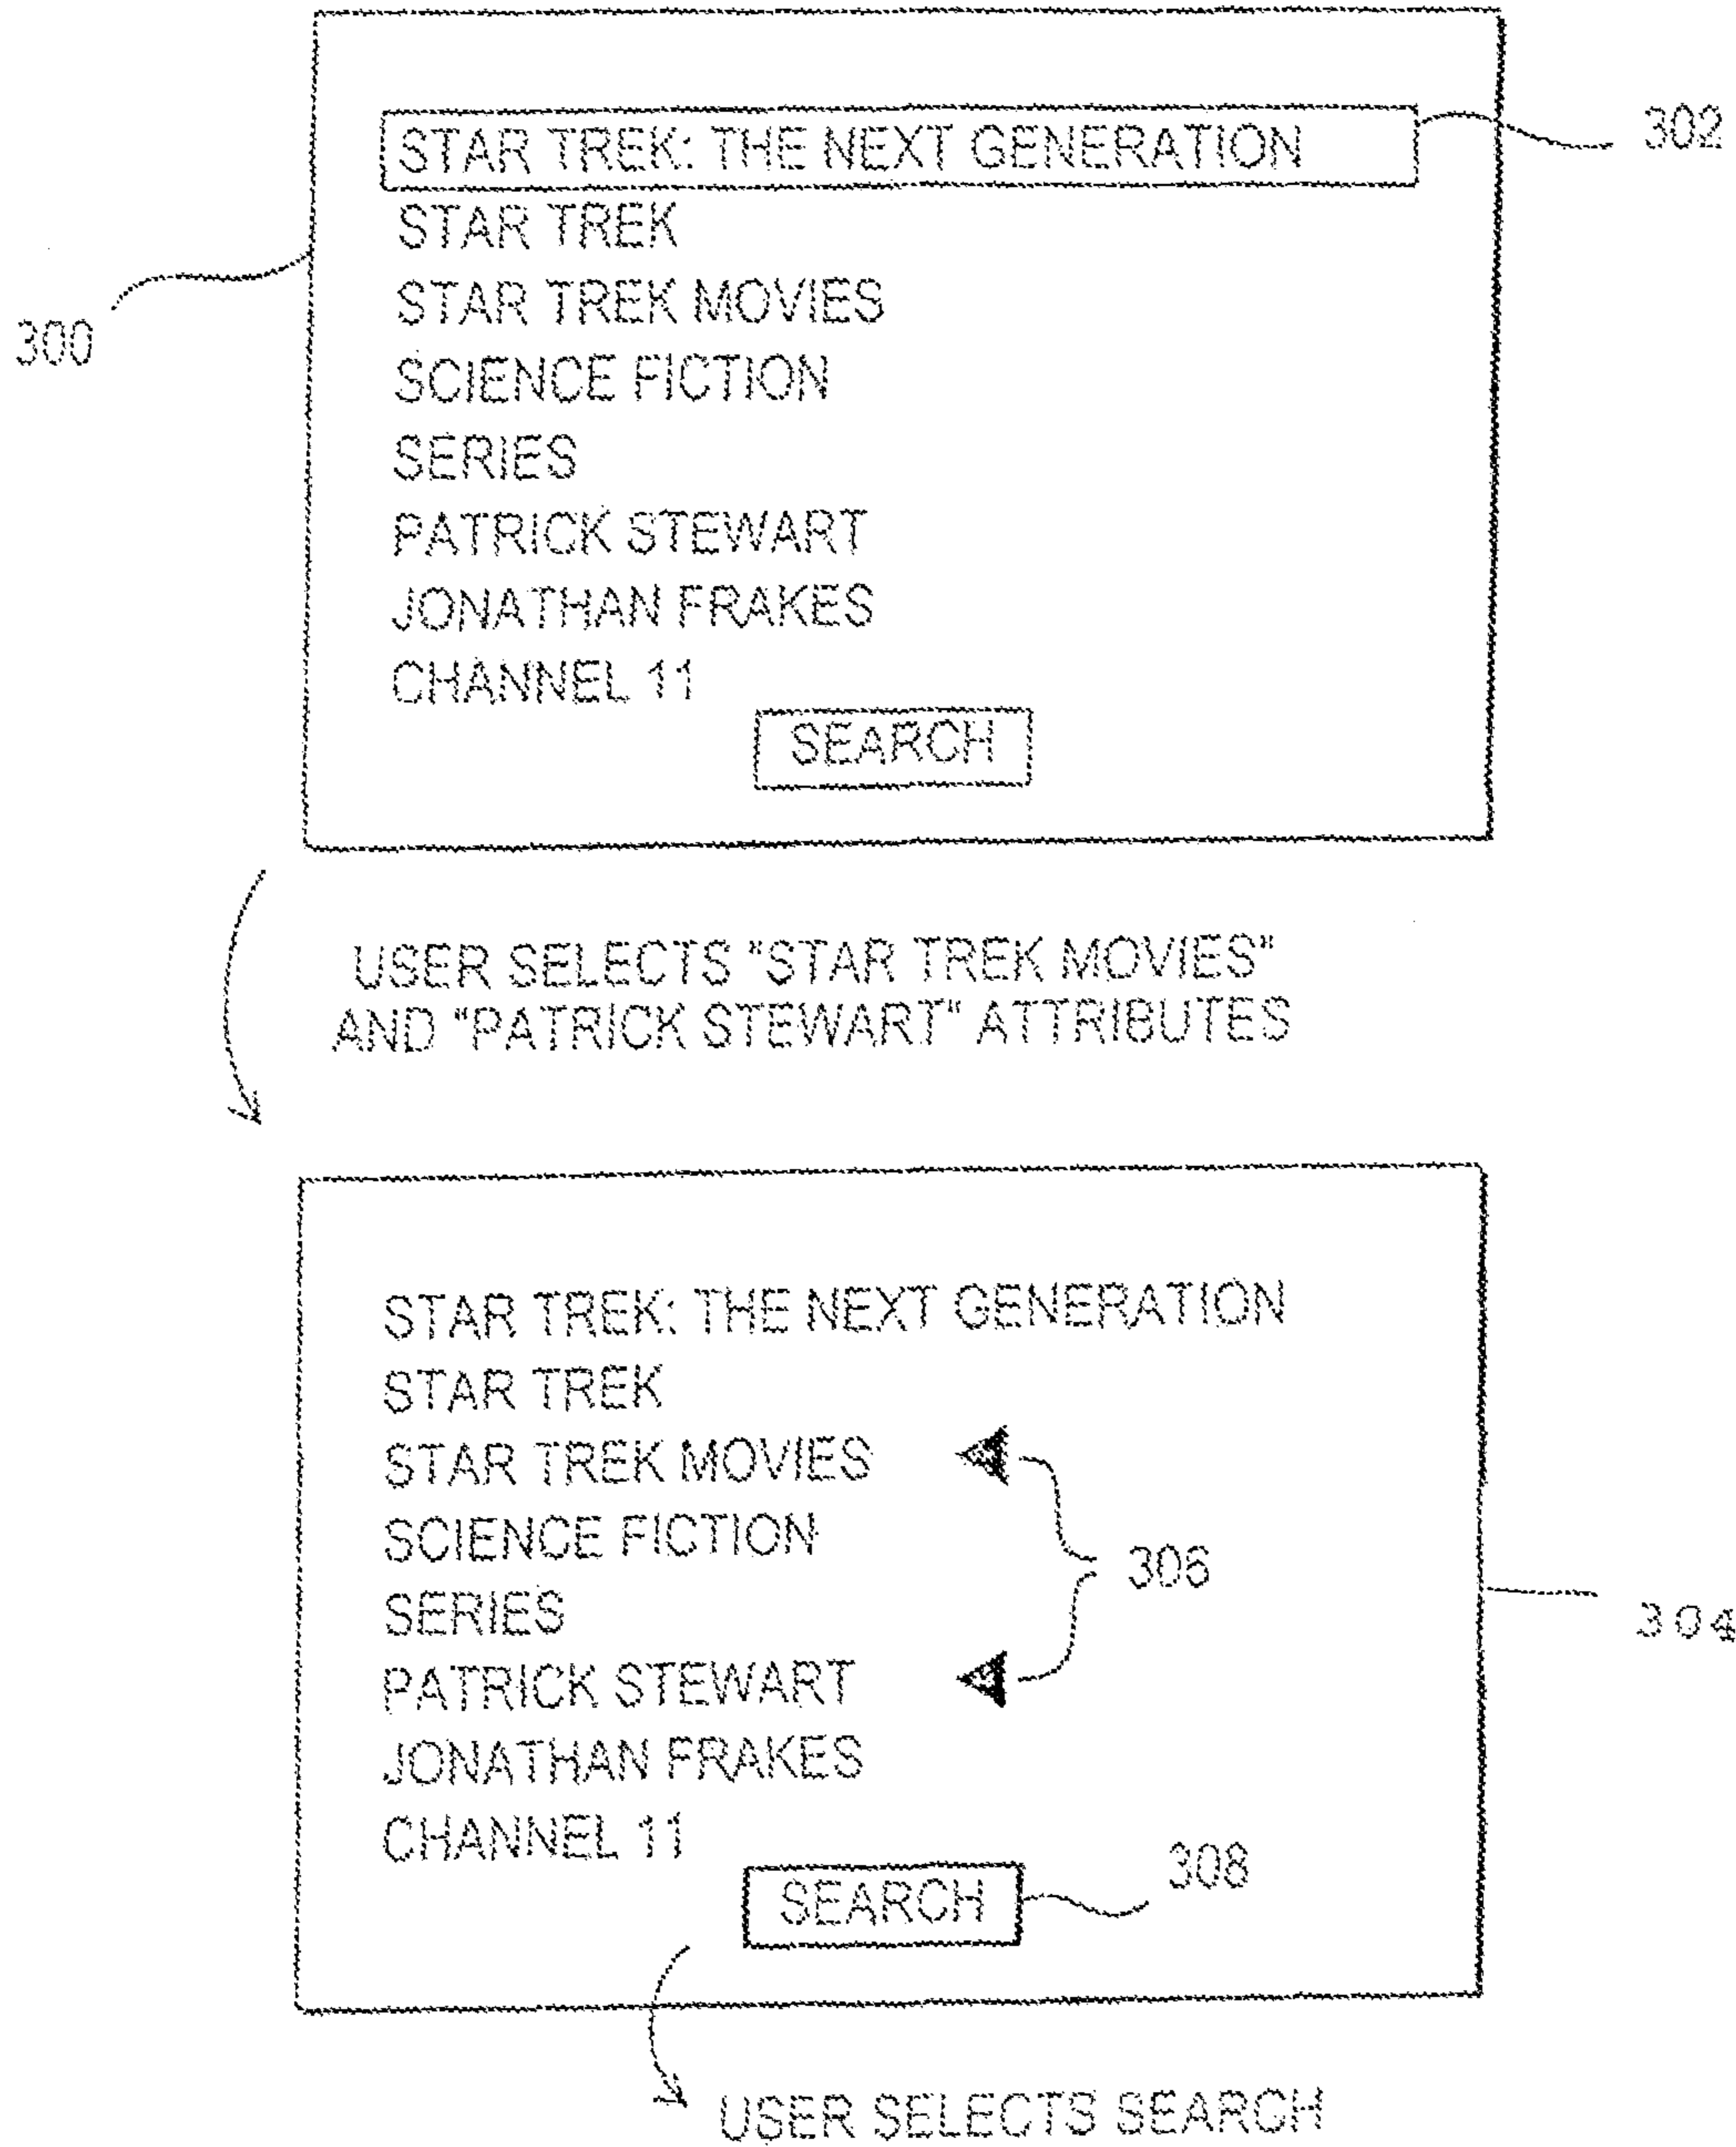 302
STAR TREK: THE NEXT GENERATION
STAR TREK
300
STAR TREK MOVIES
SCIENCE FICTION
SERIES
PATRICK STEWART
JONATHAN FRAKES
CHANNEL 11
SEARCH
USER SELECTS "STAR TREK MOVIES"
AND "PATRICK STEWART" ATTRIBUTES
STAR TREK: THE NEXT GENERATION
STAR TREK
STAR TREK MOVIES
SCIENCE FICTION
306
SERIES
304
PATRICK STEWART
JONATHAN FRAKES
CHANNEL 11
308
SEARCH
USER SELECTS SEARCH